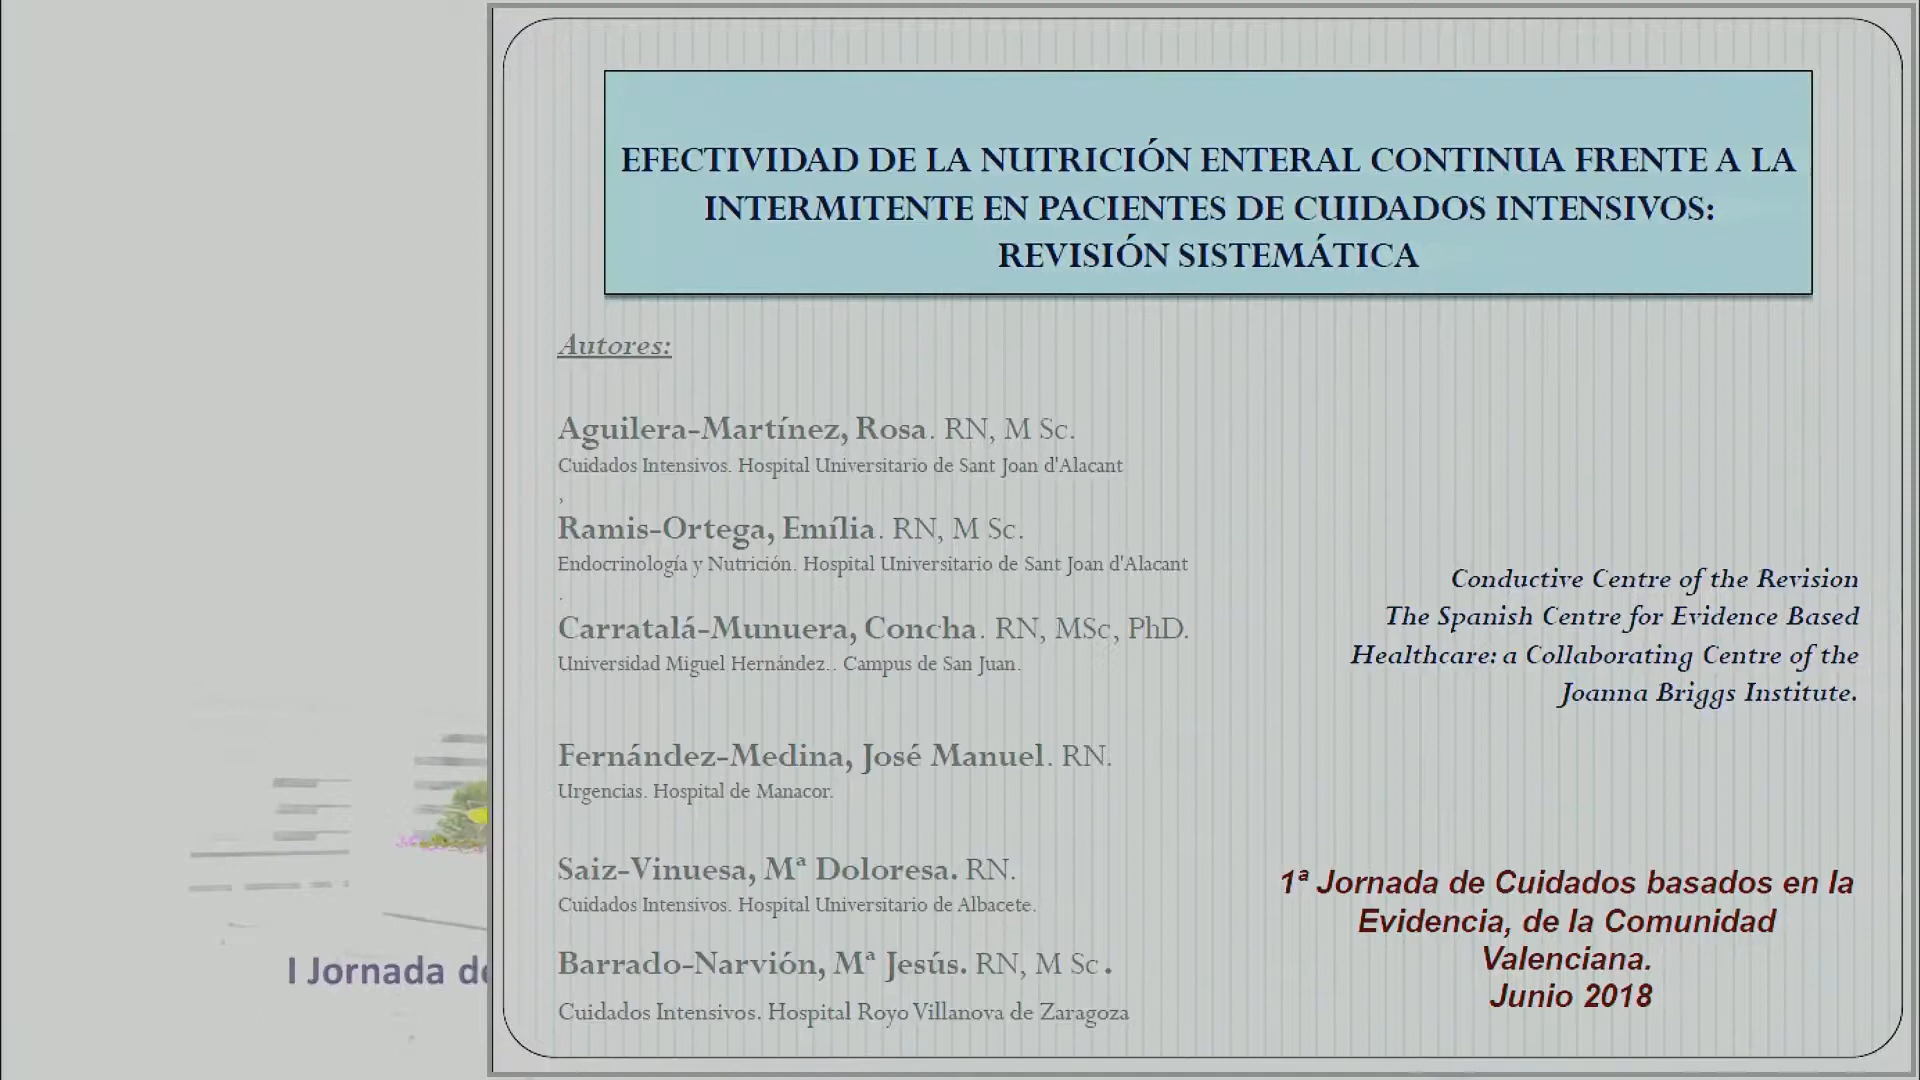 EFECTIVIDAD DE LA NUTRICIÓN ENTERAL CONTINUA FRENTE A LA
INTERMITENTE EN PACIENTES DE CUIDADOS INTENSIVOS:
REVISIÓN SISTEMÁTICA
Autores:
Aguilera-Martínez, Rosa. RN, M Sc.
Cuidados Intensivos. Hospital Universitario de Sant Joan d'Alacant
,
Ramis-Ortega, Emília. RN, M Sc.
Endocrinología y Nutrición. Hospital Universitario de Sant Joan d'Alacant
.
Carratalá-Munuera, Concha. RN, MSc, PhD.
Universidad Miguel Hernández.. Campus de San Juan.
Fernández-Medina, José Manuel. RN.
Urgencias. Hospital de Manacor.
Saiz-Vinuesa, Mª Doloresa. RN.
Cuidados Intensivos. Hospital Universitario de Albacete.
Barrado-Narvión, Mª Jesús. RN, M Sc.
Cuidados Intensivos. Hospital Royo Villanova de Zaragoza
Conductive Centre of the Revision
The Spanish Centre for Evidence Based
Healthcare: a Collaborating Centre of the
Joanna Briggs Institute.
1ª Jornada de Cuidados basados en la
Evidencia, de la Comunidad
Valenciana.
Junio 2018
I Jornada de